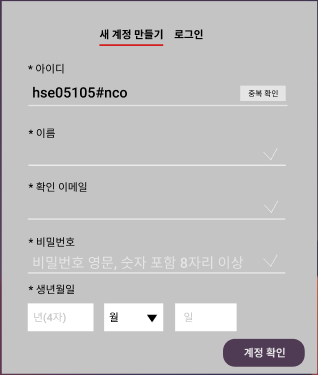 새 계정 만들기 로그인
* 아이디
hse05105#nco 중복 확인
* 이름
* 확인 이메일
* 비밀번호
비밀번호 영문, 숫자 포함 8자리 이상
* 생년월일
년(4자) 월 일
계정 확인